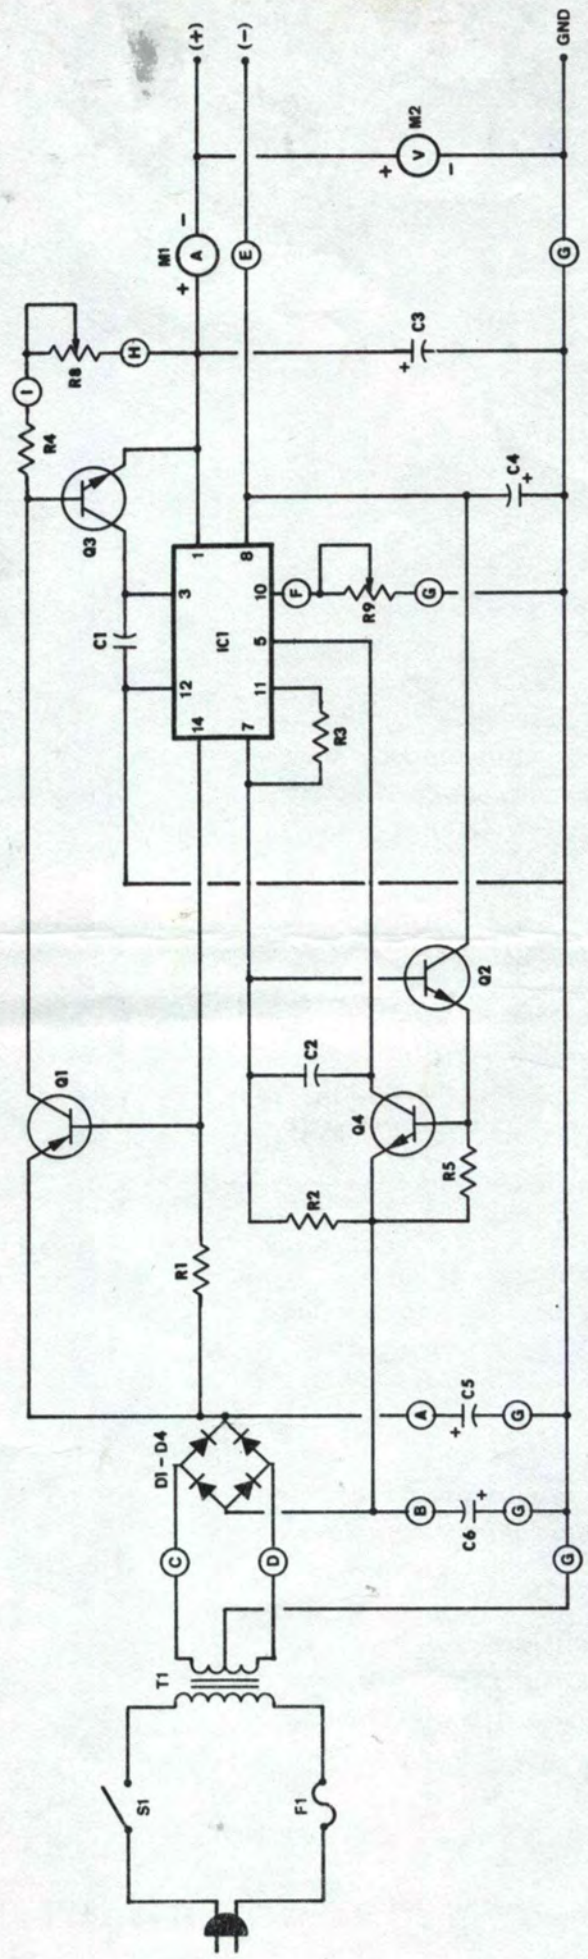 S1
F1
T1
C
D
D1 – D4
B
C6
+
G
A
C5
+
G
G
R1
Q1
R2
C2
Q4
R5
Q2
R3
C1
IC1
14
12
3
1
7
11
5
10
8
Q3
R4
I
R8
H
F
R9
G
C4
+
C3
+
M1
+
A
-
E
M2
+
V
-
G
(+)
(-)
GND